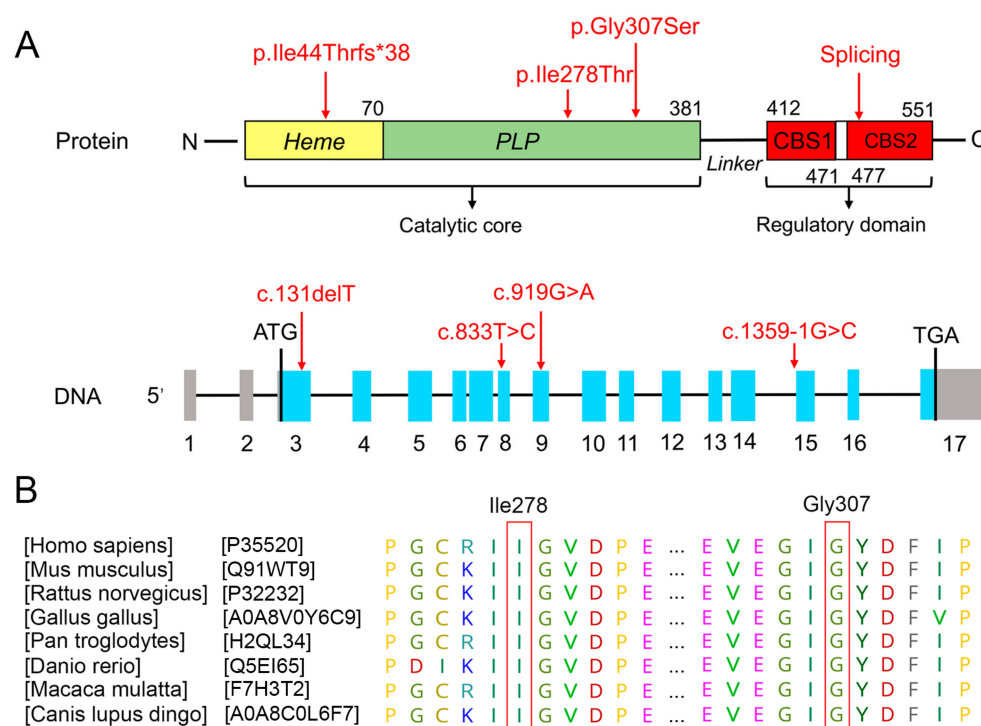 A
p.Gly307Ser
p.Ile44Thrfs*38
p.Ile278Thr
Splicing
70
381
412
551
Protein
N
Heme
PLP
CBS1
CBS2
C
Linker
471
477
Catalytic core
Regulatory domain
c.131delT
c.919G>A
ATG
c.833T>C
c.1359-1G>C
TGA
DNA
5’
1 2 3 4 5 6 7 8 9 10 11 12 13 14 15 16 17
B
Ile278 Gly307
[Homo sapiens] [P35520] P G C R I I G V D P E ... E V E G I G Y D F I P
[Mus musculus] [Q91WT9] P G C K I I G V D P E ... E V E G I G Y D F I P
[Rattus norvegicus] [P32232] P G C K I I G V D P E ... E V E G I G Y D F I P
[Gallus gallus] [A0A8V0Y6C9] P G C K I I G V D P E ... E V E G I G Y D F V P
[Pan troglodytes] [H2QL34] P G C R I I G V D P E ... E V E G I G Y D F I P
[Danio rerio] [Q5EI65] P D I K I I G V D P E ... E V E G I G Y D F I P
[Macaca mulatta] [F7H3T2] P G C R I I G V D P E ... E V E G I G Y D F I P
[Canis lupus dingo] [A0A8C0L6F7] P G C K I I G V D P E ... E V E G I G Y D F I P